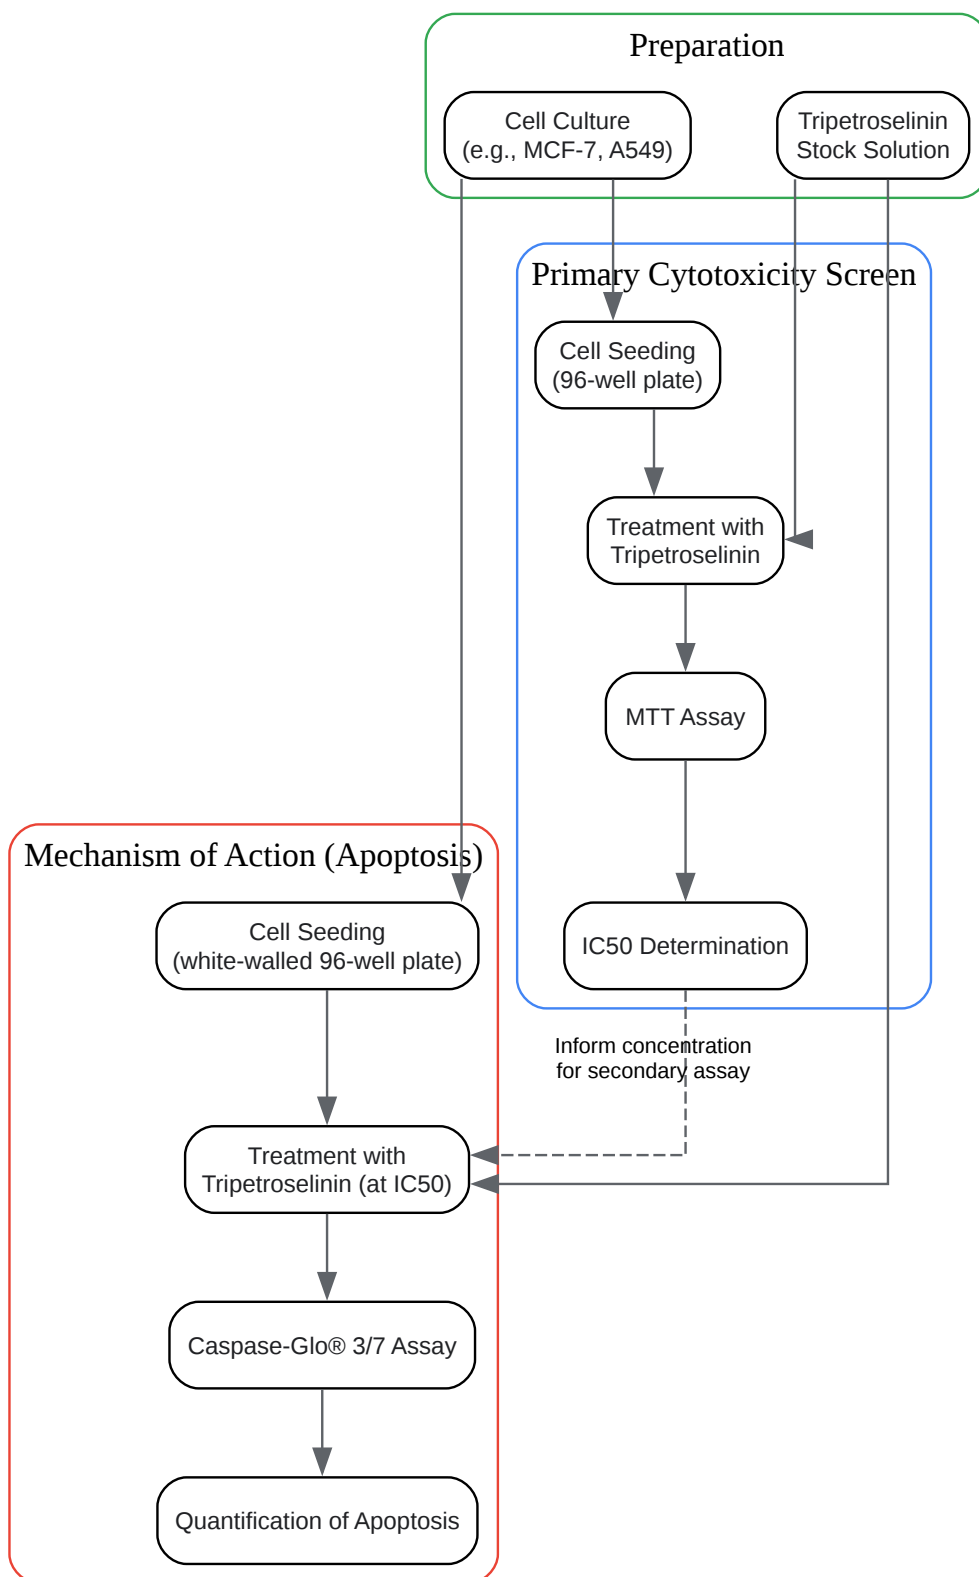 Preparation
Cell Culture
(e.g., MCF-7, A549)
Tripetroselinin
Stock Solution
Primary Cytotoxicity Screen
Cell Seeding
(96-well plate)
Treatment with
Tripetroselinin
MTT Assay
IC50 Determination
Inform concentration
for secondary assay
Mechanism of Action (Apoptosis)
Cell Seeding
(white-walled 96-well plate)
Treatment with
Tripetroselinin (at IC50)
Caspase-Glo® 3/7 Assay
Quantification of Apoptosis